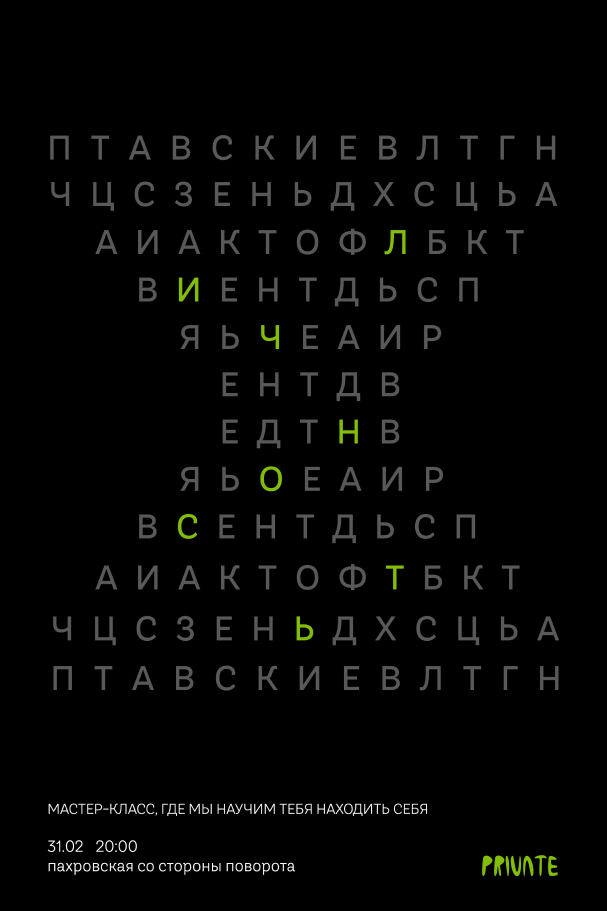 П Т А В С К И Е В Л Т Г Н
Ч Ц С З Е Н Ь Д Х С Ц Ь А
А И А К Т О Ф Л Б К Т
В И Е Н Т Д Ь С П
Я Ь Ч Е А И Р
Е Н Т Д В
Е Д Т Н В
Я Ь О Е А И Р
В С Е Н Т Д Ь С П
А И А К Т О Ф Т Б К Т
Ч Ц С З Е Н Ь Д Х С Ц Ь А
П Т А В С К И Е В Л Т Г Н
МАСТЕР-КЛАСС, ГДЕ МЫ НАУЧИМ ТЕБЯ НАХОДИТЬ СЕБЯ
31.02 20:00
пахровская со стороны поворота
PRIVATE